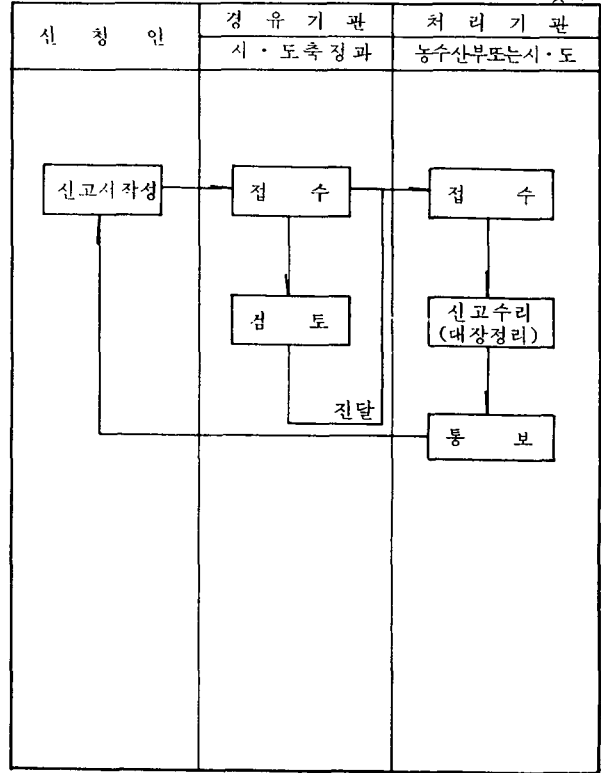 신 청 인
경 유 기 관
처 리 기 관
시·도축정과
농수산부또는시·도
신고서작성
접 수
접 수
검 토
신고수리
(대장정리)
진달
통 보